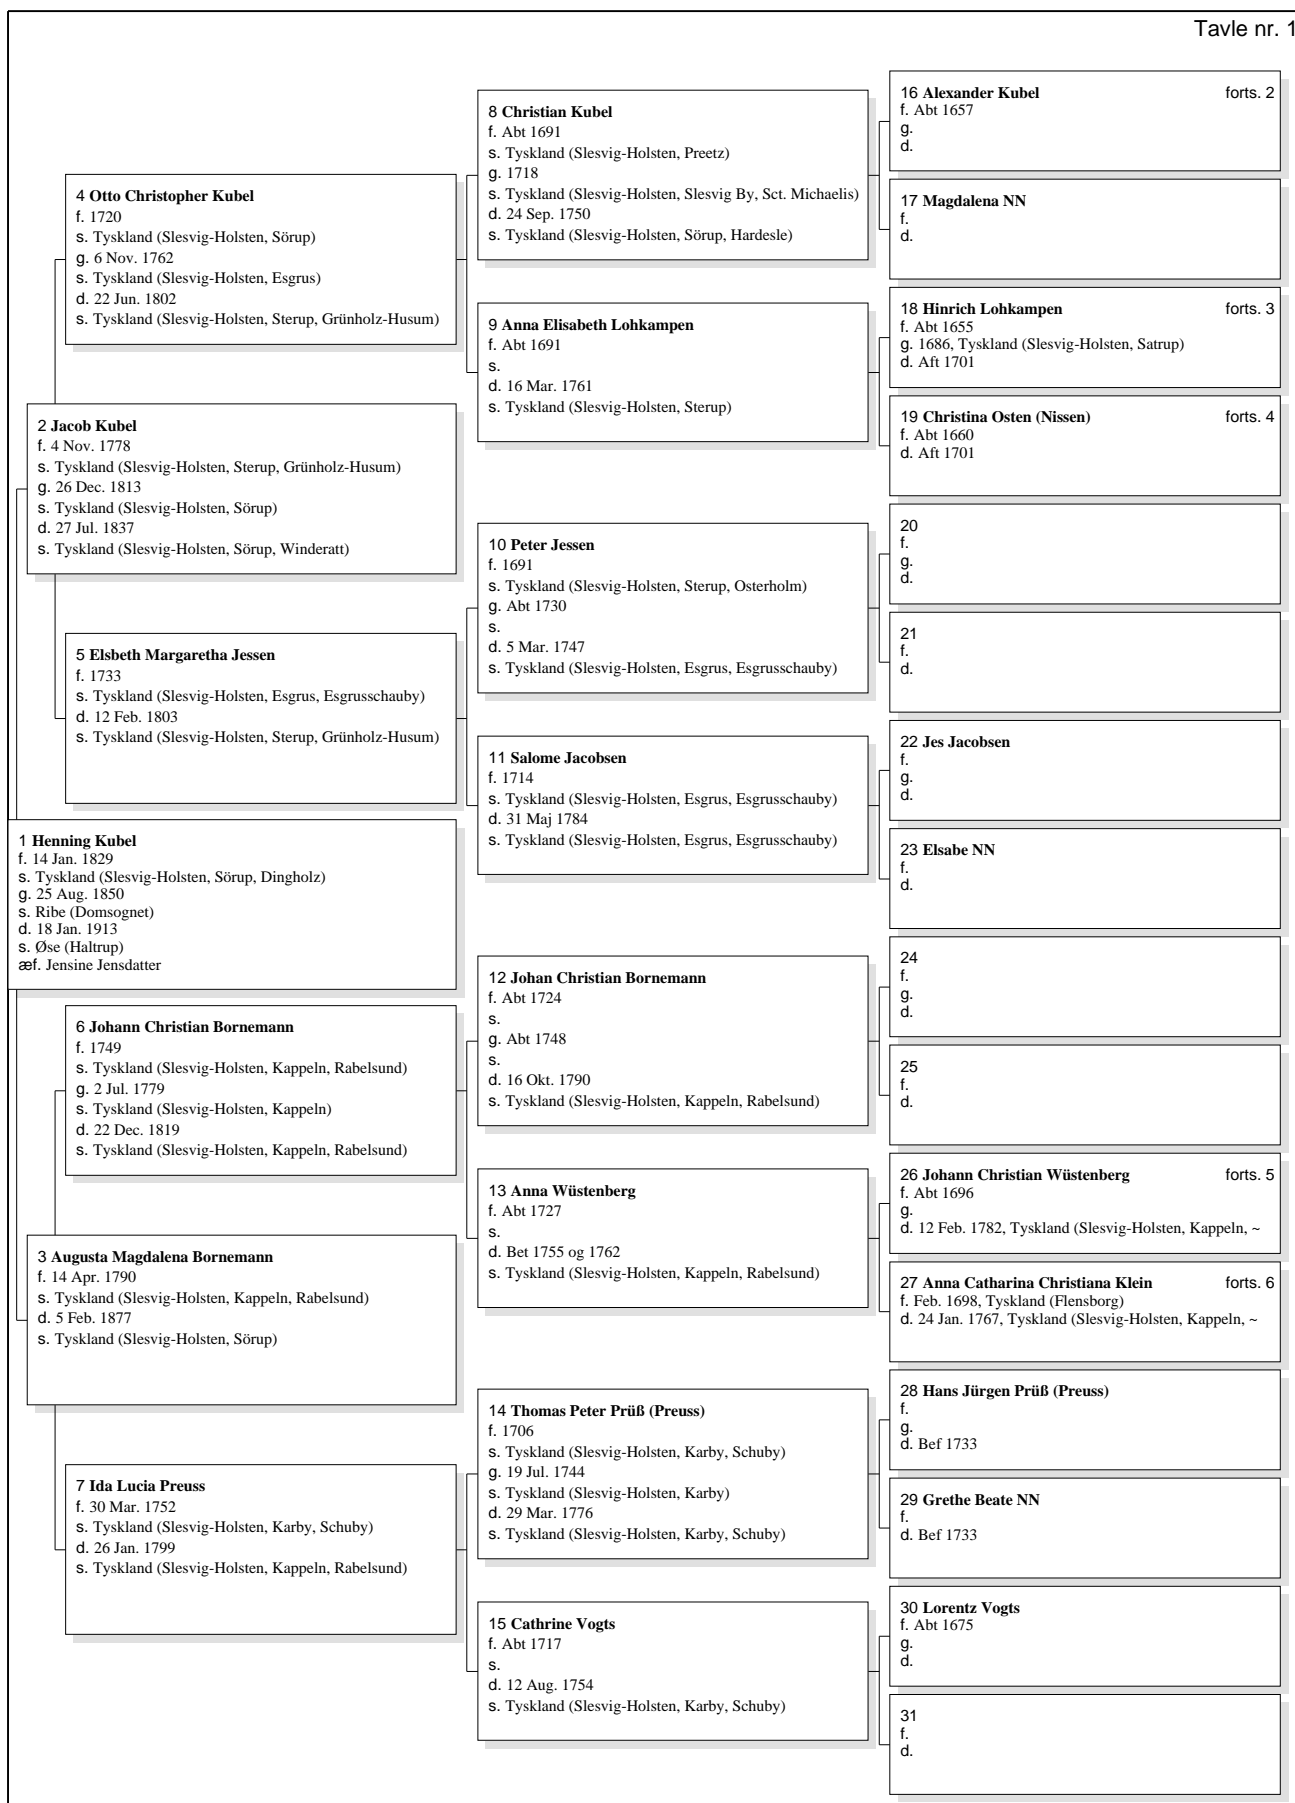 Tavle nr. 1
1 Henning Kubel
f. 14 Jan. 1829
s. Tyskland (Slesvig-Holsten, Sörup, Dingholz)
g. 25 Aug. 1850
s. Ribe (Domsognet)
d. 18 Jan. 1913
s. Øse (Haltrup)
æf. Jensine Jensdatter
2 Jacob Kubel
f. 4 Nov. 1778
s. Tyskland (Slesvig-Holsten, Sterup, Grünholz-Husum)
g. 26 Dec. 1813
s. Tyskland (Slesvig-Holsten, Sörup)
d. 27 Jul. 1837
s. Tyskland (Slesvig-Holsten, Sörup, Winderatt)
3 Augusta Magdalena Bornemann
f. 14 Apr. 1790
s. Tyskland (Slesvig-Holsten, Kappeln, Rabelsund)
d. 5 Feb. 1877
s. Tyskland (Slesvig-Holsten, Sörup)
4 Otto Christopher Kubel
f. 1720
s. Tyskland (Slesvig-Holsten, Sörup)
g. 6 Nov. 1762
s. Tyskland (Slesvig-Holsten, Esgrus)
d. 22 Jun. 1802
s. Tyskland (Slesvig-Holsten, Sterup, Grünholz-Husum)
5 Elsbeth Margaretha Jessen
f. 1733
s. Tyskland (Slesvig-Holsten, Esgrus, Esgrusschauby)
d. 12 Feb. 1803
s. Tyskland (Slesvig-Holsten, Sterup, Grünholz-Husum)
6 Johann Christian Bornemann
f. 1749
s. Tyskland (Slesvig-Holsten, Kappeln, Rabelsund)
g. 2 Jul. 1779
s. Tyskland (Slesvig-Holsten, Kappeln)
d. 22 Dec. 1819
s. Tyskland (Slesvig-Holsten, Kappeln, Rabelsund)
7 Ida Lucia Preuss
f. 30 Mar. 1752
s. Tyskland (Slesvig-Holsten, Karby, Schuby)
d. 26 Jan. 1799
s. Tyskland (Slesvig-Holsten, Kappeln, Rabelsund)
8 Christian Kubel
f. Abt 1691
s. Tyskland (Slesvig-Holsten, Preetz)
g. 1718
s. Tyskland (Slesvig-Holsten, Slesvig By, Sct. Michaelis)
d. 24 Sep. 1750
s. Tyskland (Slesvig-Holsten, Sörup, Hardesle)
9 Anna Elisabeth Lohkampen
f. Abt 1691
s.
d. 16 Mar. 1761
s. Tyskland (Slesvig-Holsten, Sterup)
10 Peter Jessen
f. 1691
s. Tyskland (Slesvig-Holsten, Sterup, Osterholm)
g. Abt 1730
s.
d. 5 Mar. 1747
s. Tyskland (Slesvig-Holsten, Esgrus, Esgrusschauby)
11 Salome Jacobsen
f. 1714
s. Tyskland (Slesvig-Holsten, Esgrus, Esgrusschauby)
d. 31 Maj 1784
s. Tyskland (Slesvig-Holsten, Esgrus, Esgrusschauby)
12 Johan Christian Bornemann
f. Abt 1724
s.
g. Abt 1748
s.
d. 16 Okt. 1790
s. Tyskland (Slesvig-Holsten, Kappeln, Rabelsund)
13 Anna Wüstenberg
f. Abt 1727
s.
d. Bet 1755 og 1762
s. Tyskland (Slesvig-Holsten, Kappeln, Rabelsund)
14 Thomas Peter Prüß (Preuss)
f. 1706
s. Tyskland (Slesvig-Holsten, Karby, Schuby)
g. 19 Jul. 1744
s. Tyskland (Slesvig-Holsten, Karby)
d. 29 Mar. 1776
s. Tyskland (Slesvig-Holsten, Karby, Schuby)
15 Cathrine Vogts
f. Abt 1717
s.
d. 12 Aug. 1754
s. Tyskland (Slesvig-Holsten, Karby, Schuby)
16 Alexander Kubel forts. 2
f. Abt 1657
g.
d.
17 Magdalena NN
f.
d.
18 Hinrich Lohkampen forts. 3
f. Abt 1655
g. 1686, Tyskland (Slesvig-Holsten, Satrup)
d. Aft 1701
19 Christina Osten (Nissen) forts. 4
f. Abt 1660
d. Aft 1701
20
f.
g.
d.
21
f.
d.
22 Jes Jacobsen
f.
g.
d.
23 Elsabe NN
f.
d.
24
f.
g.
d.
25
f.
d.
26 Johann Christian Wüstenberg forts. 5
f. Abt 1696
g.
d. 12 Feb. 1782, Tyskland (Slesvig-Holsten, Kappeln, ~
27 Anna Catharina Christiana Klein forts. 6
f. Feb. 1698, Tyskland (Flensborg)
d. 24 Jan. 1767, Tyskland (Slesvig-Holsten, Kappeln, ~
28 Hans Jürgen Prüß (Preuss)
f.
g.
d. Bef 1733
29 Grethe Beate NN
f.
d. Bef 1733
30 Lorentz Vogts
f. Abt 1675
g.
d.
31
f.
d.